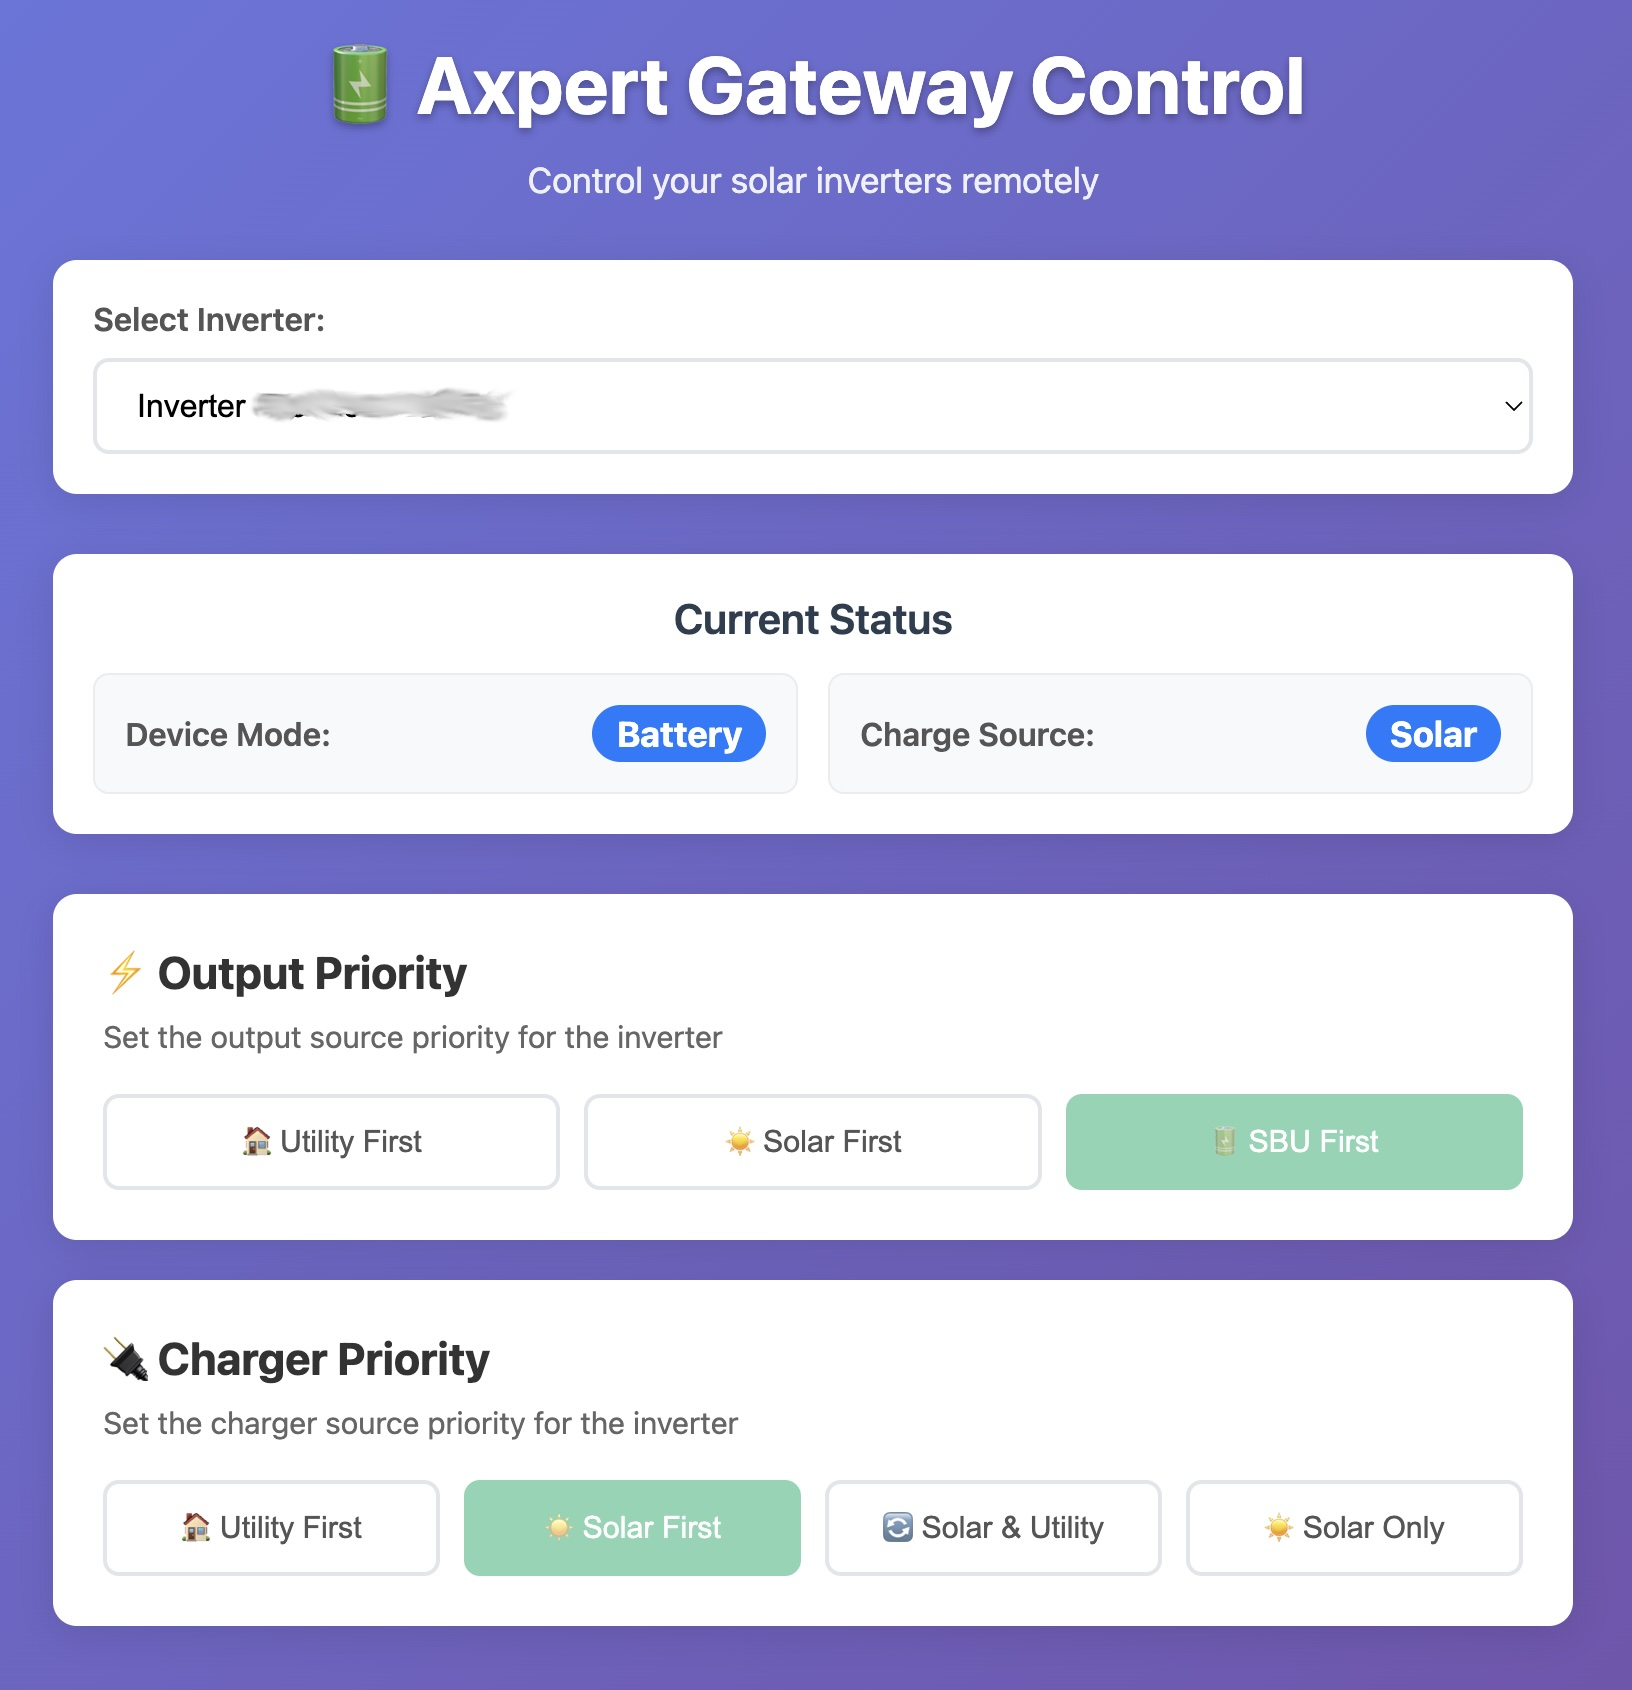 Axpert Gateway Control
Control your solar inverters remotely
Select Inverter:
Inverter
Current Status
Device Mode: Battery
Charge Source: Solar
Output Priority
Set the output source priority for the inverter
Utility First
Solar First
SBU First
Charger Priority
Set the charger source priority for the inverter
Utility First
Solar First
Solar & Utility
Solar Only